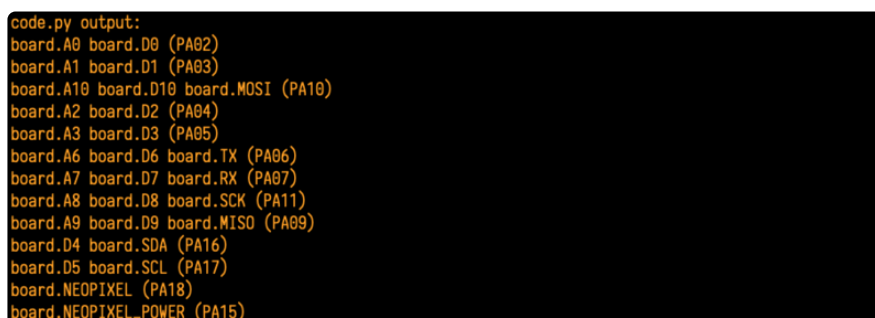 code.py output:
board.A0 board.D0 (PA02)
board.A1 board.D1 (PA03)
board.A10 board.D10 board.MOSI (PA10)
board.A2 board.D2 (PA04)
board.A3 board.D3 (PA05)
board.A6 board.D6 board.TX (PA06)
board.A7 board.D7 board.RX (PA07)
board.A8 board.D8 board.SCK (PA11)
board.A9 board.D9 board.MISO (PA09)
board.D4 board.SDA (PA16)
board.D5 board.SCL (PA17)
board.NEOPIXEL (PA18)
board.NEOPIXEL_POWER (PA15)